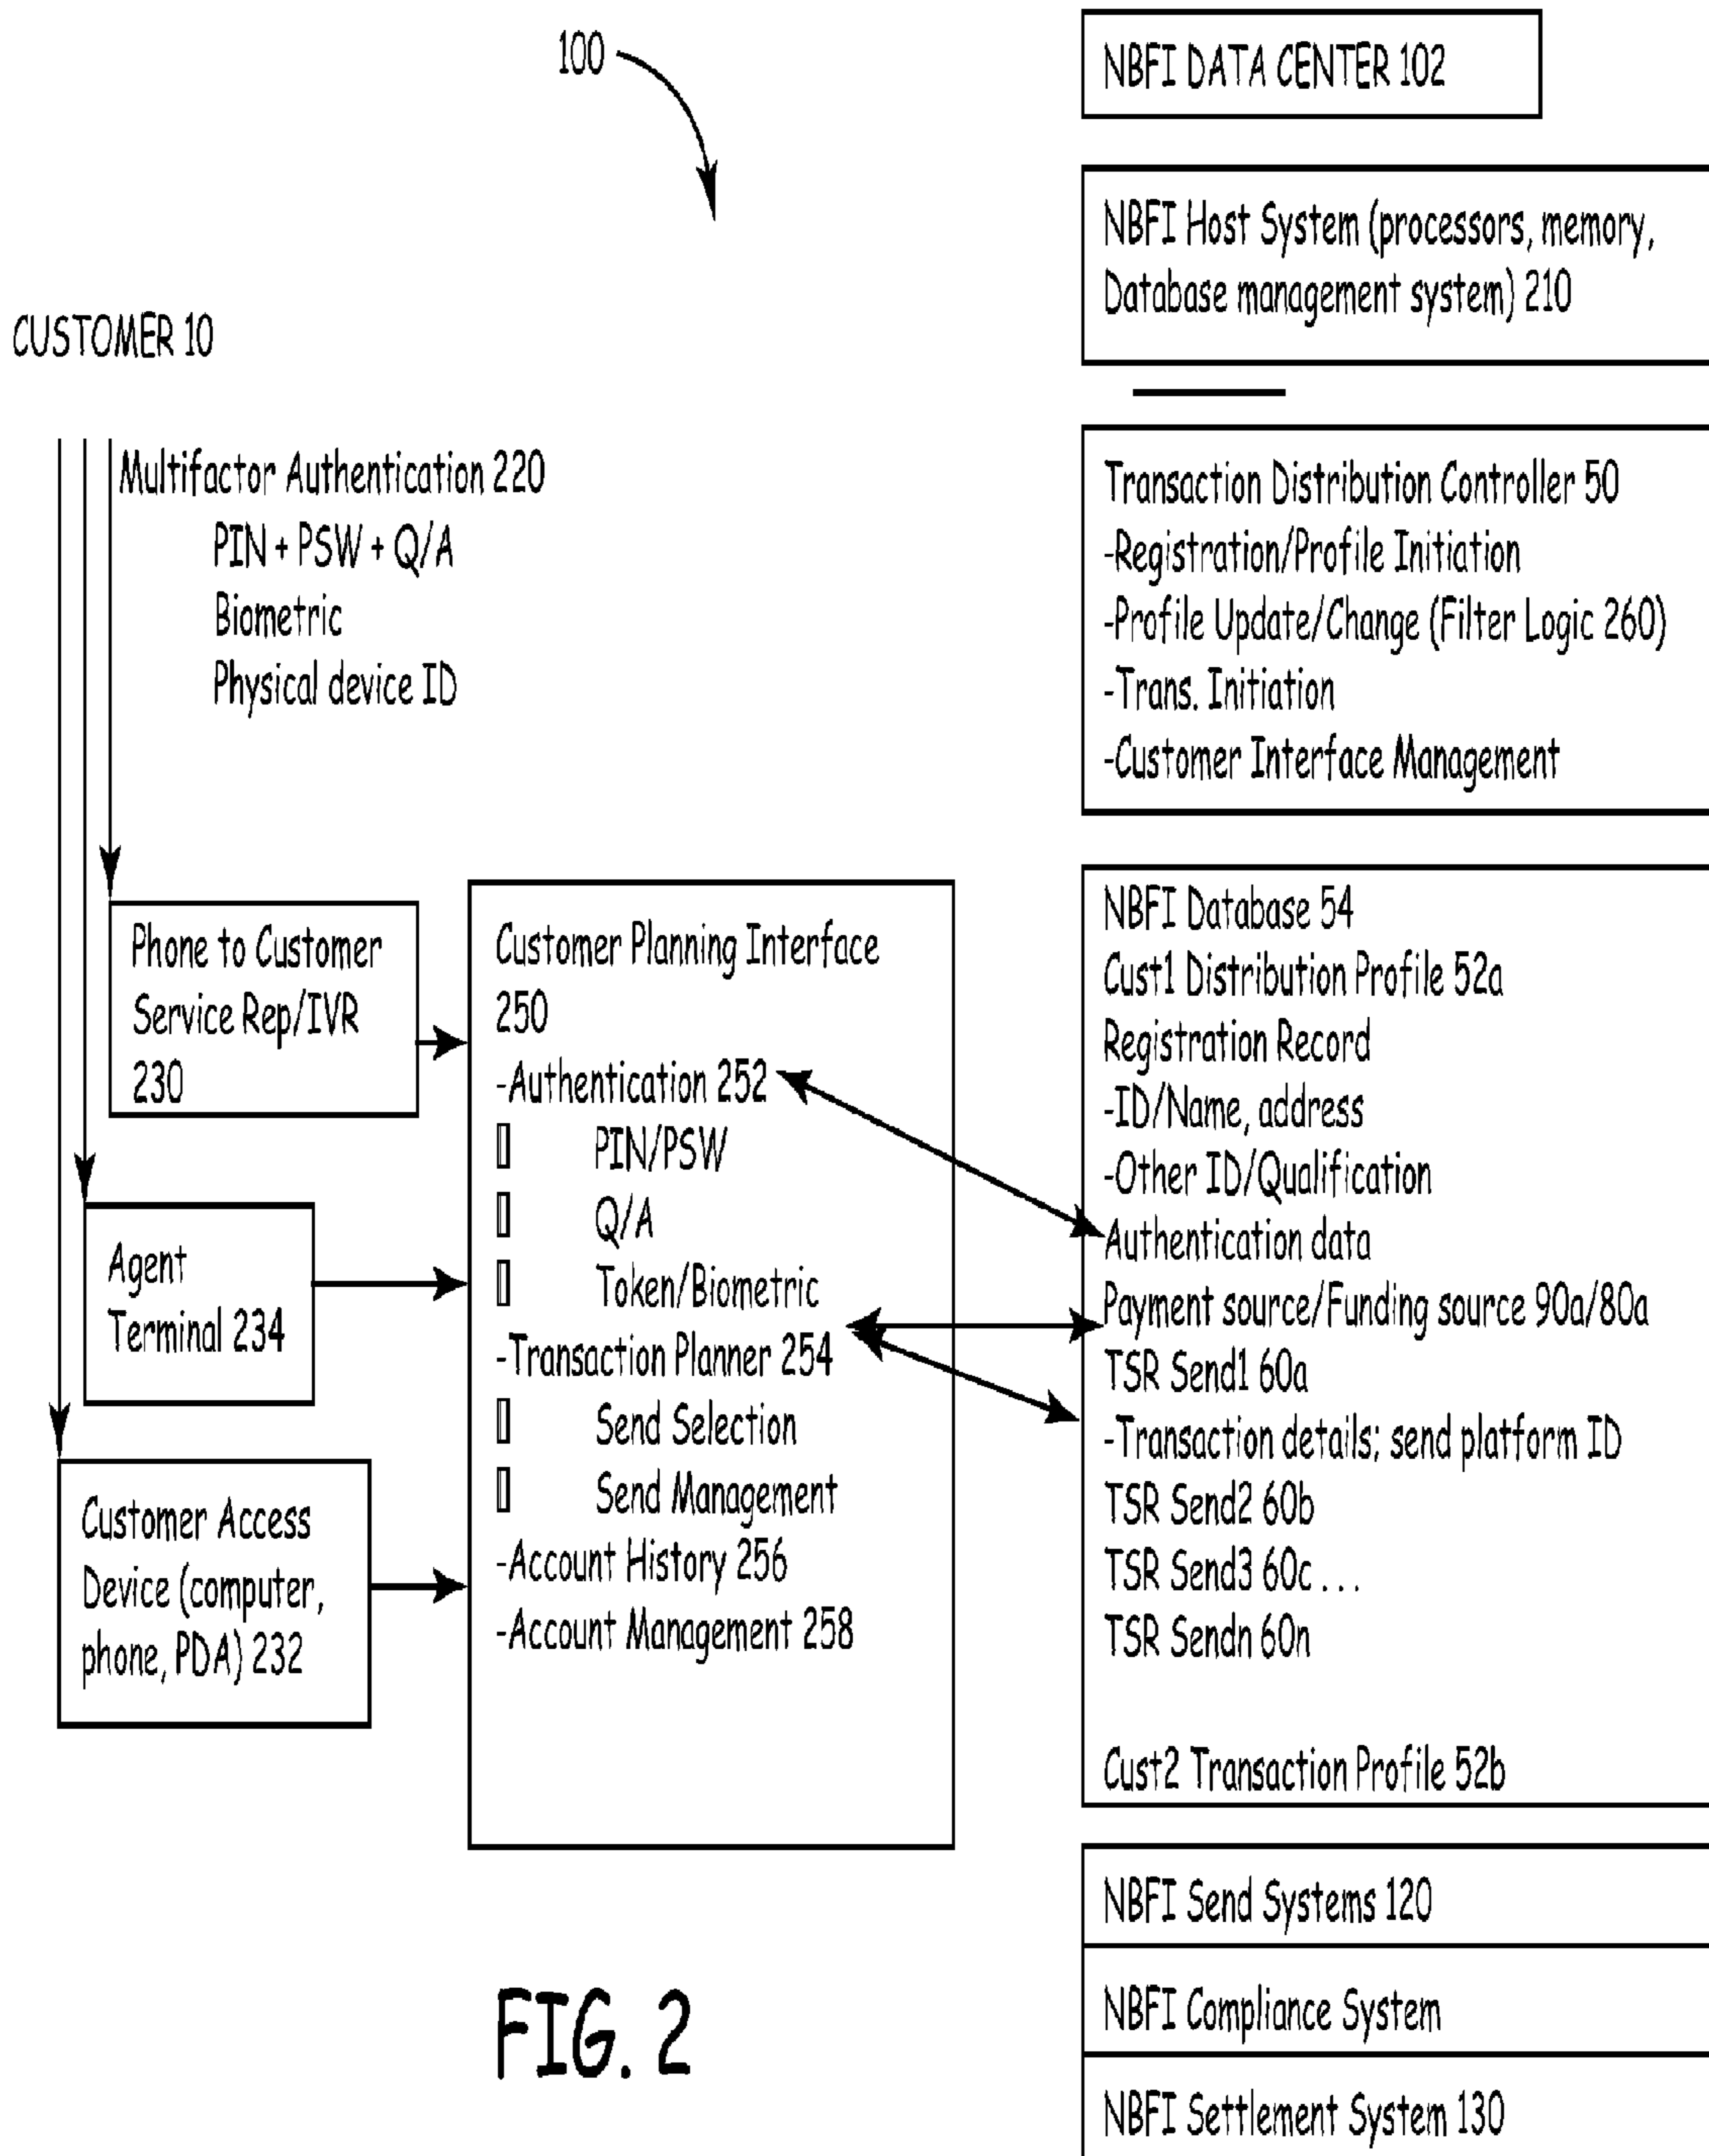 100
NBFI DATA CENTER 102
NBFI Host System (processors, memory,
Database management system) 210
CUSTOMER 10
Multifactor Authentication 220
PIN + PSW + Q/A
Biometric
Physical device ID
Transaction Distribution Controller 50
-Registration/Profile Initiation
-Profile Update/Change (Filter Logic 260)
-Trans. Initiation
-Customer Interface Management
Phone to Customer
Service Rep/IVR
230
Agent
Terminal 234
Customer Access
Device (computer,
phone, PDA) 232
Customer Planning Interface
250
-Authentication 252
PIN/PSW
Q/A
Token/Biometric
-Transaction Planner 254
Send Selection
Send Management
-Account History 256
-Account Management 258
NBFI Database 54
Cust1 Distribution Profile 52a
Registration Record
-ID/Name, address
-Other ID/Qualification
Authentication data
Payment source/Funding source 90a/80a
TSR Send1 60a
-Transaction details; send platform ID
TSR Send2 60b
TSR Send3 60c . . .
TSR Sendn 60n
Cust2 Transaction Profile 52b
NBFI Send Systems 120
NBFI Compliance System
NBFI Settlement System 130
FIG. 2